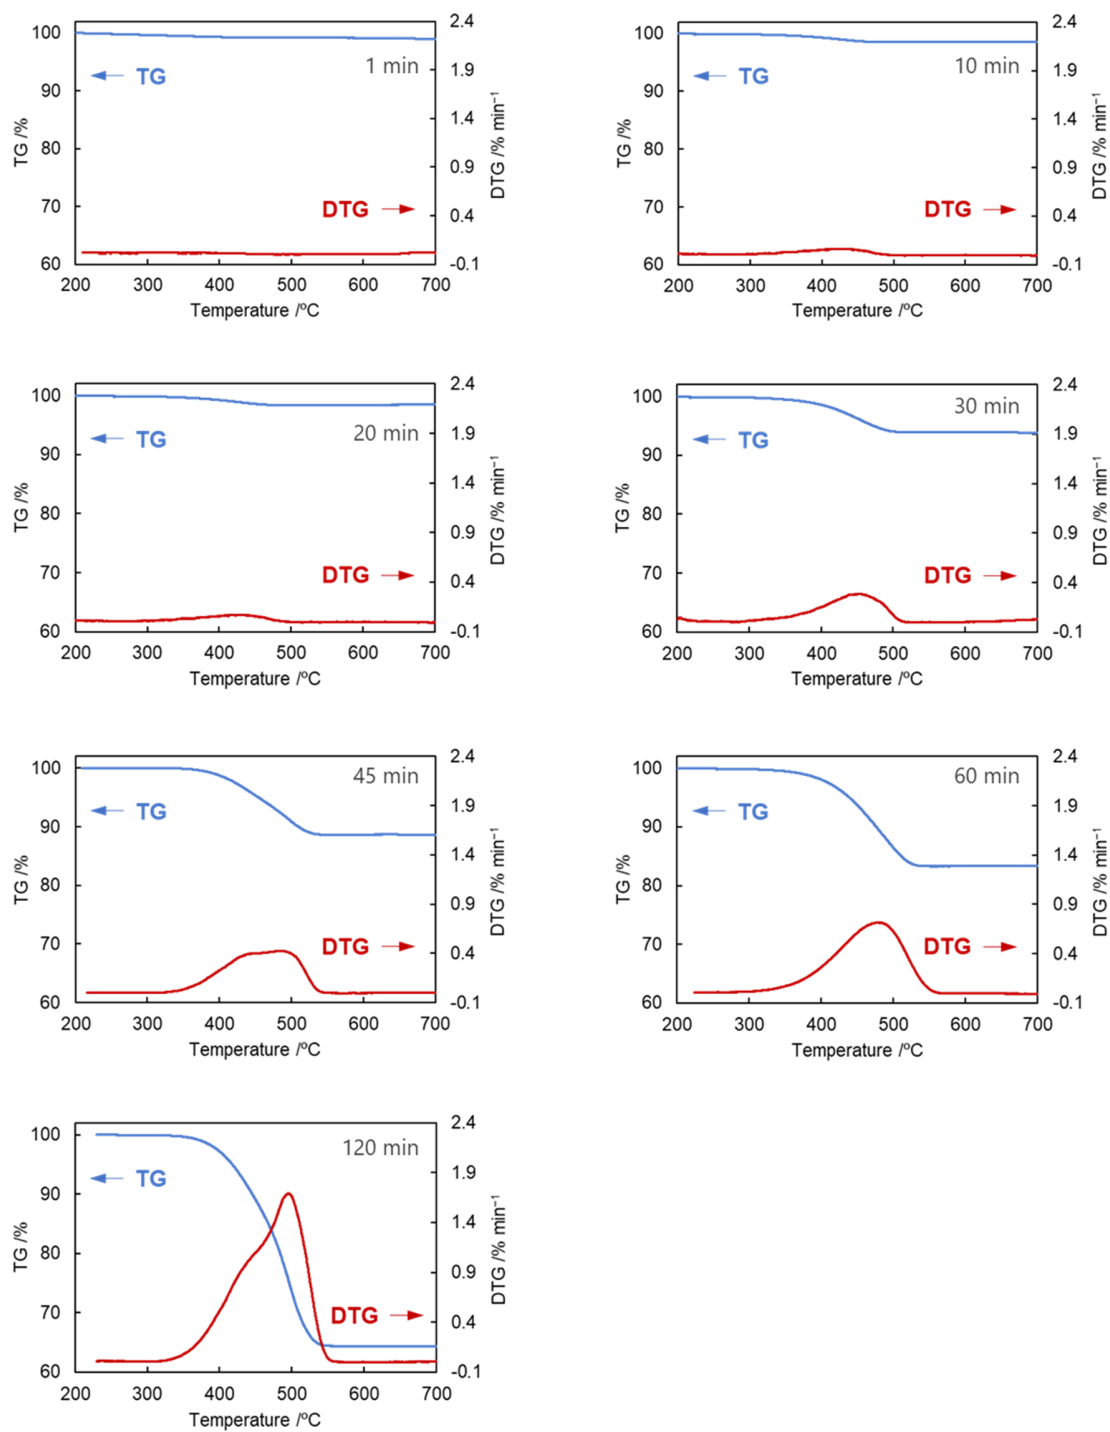 100
90
80
70
60
TG /%
TG
1 min
DTG
2.4
1.9
1.4
0.9
0.4
-0.1
DTG /% min⁻¹
200 300 400 500 600 700
Temperature /ºC
100
90
80
70
60
TG /%
TG
10 min
DTG
2.4
1.9
1.4
0.9
0.4
-0.1
DTG /% min⁻¹
200 300 400 500 600 700
Temperature /ºC
100
90
80
70
60
TG /%
TG
20 min
DTG
2.4
1.9
1.4
0.9
0.4
-0.1
DTG /% min⁻¹
200 300 400 500 600 700
Temperature /ºC
100
90
80
70
60
TG /%
TG
30 min
DTG
2.4
1.9
1.4
0.9
0.4
-0.1
DTG /% min⁻¹
200 300 400 500 600 700
Temperature /ºC
100
90
80
70
60
TG /%
TG
45 min
DTG
2.4
1.9
1.4
0.9
0.4
-0.1
DTG /% min⁻¹
200 300 400 500 600 700
Temperature /ºC
100
90
80
70
60
TG /%
TG
60 min
DTG
2.4
1.9
1.4
0.9
0.4
-0.1
DTG /% min⁻¹
200 300 400 500 600 700
Temperature /ºC
100
90
80
70
60
TG /%
TG
120 min
DTG
2.4
1.9
1.4
0.9
0.4
-0.1
DTG /% min⁻¹
200 300 400 500 600 700
Temperature /ºC